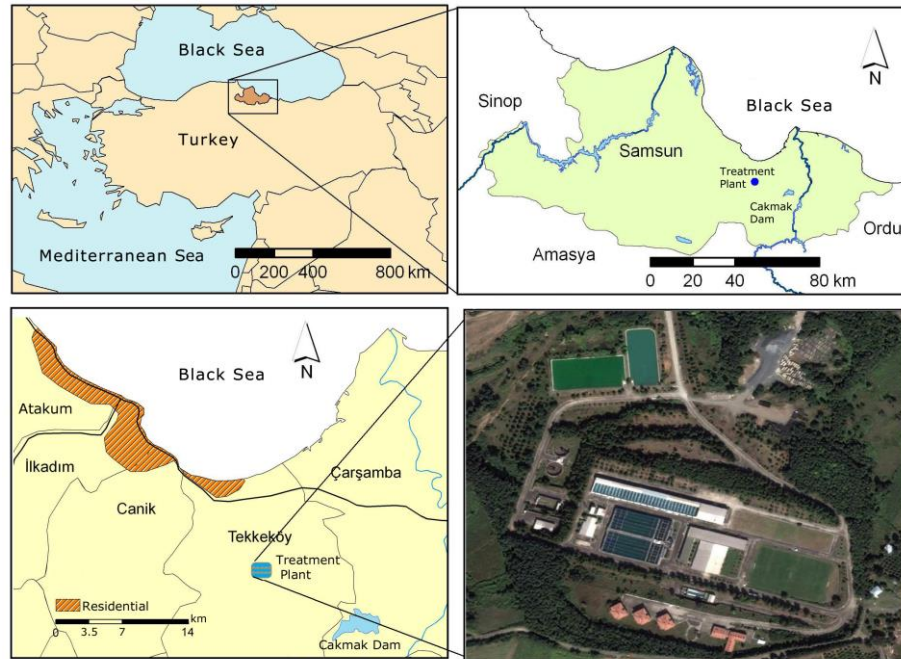 Black Sea
Turkey
Mediterranean Sea
0 200 400 800 km
N
Sinop
Black Sea
Samsun
Treatment
Plant
Cakmak
Dam
Ordu
Amasya
0 20 40 80 km
N
Black Sea
Atakum
İlkadım
Çarşamba
Canik
Tekkeköy
Treatment
Plant
Residential
km
0 3.5 7 14
Cakmak Dam